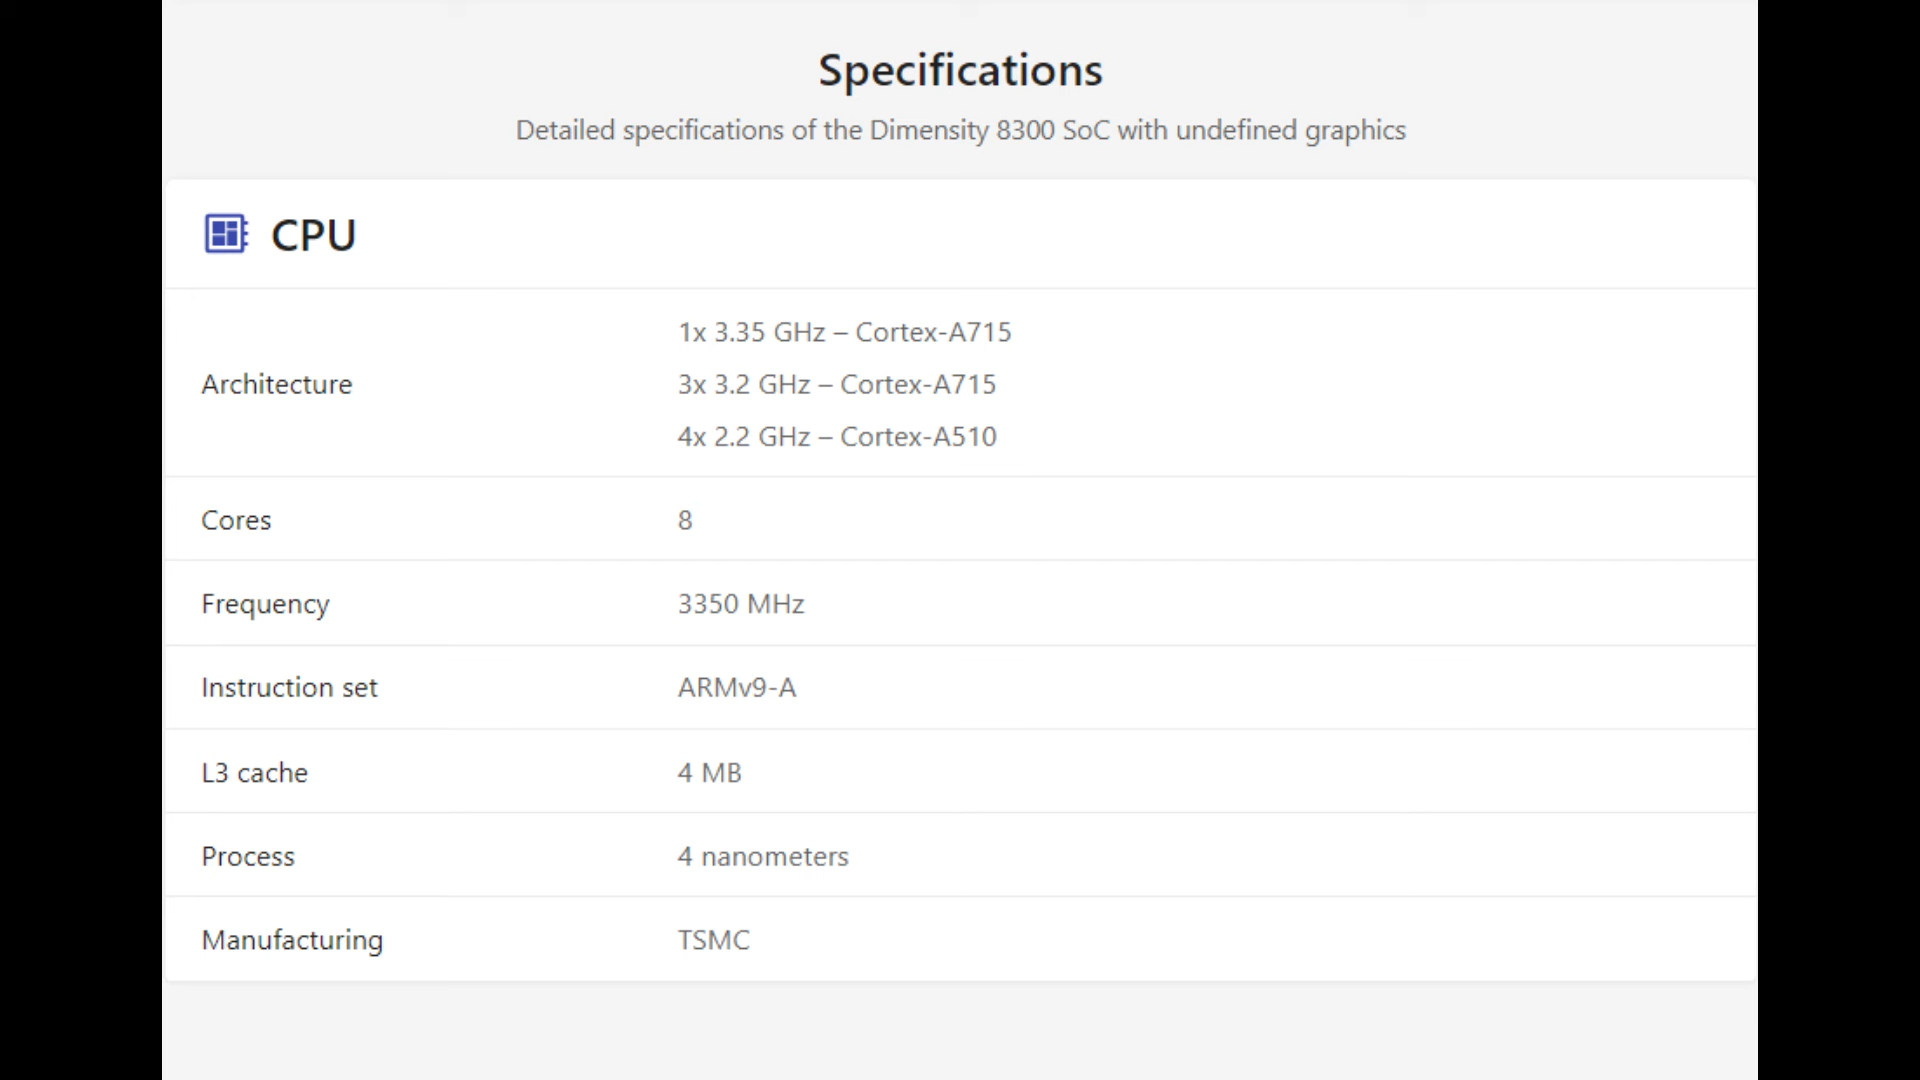 Specifications
Detailed specifications of the Dimensity 8300 SoC with undefined graphics
CPU
Architecture
1x 3.35 GHz – Cortex-A715
3x 3.2 GHz – Cortex-A715
4x 2.2 GHz – Cortex-A510
Cores 8
Frequency 3350 MHz
Instruction set ARMv9-A
L3 cache 4 MB
Process 4 nanometers
Manufacturing TSMC